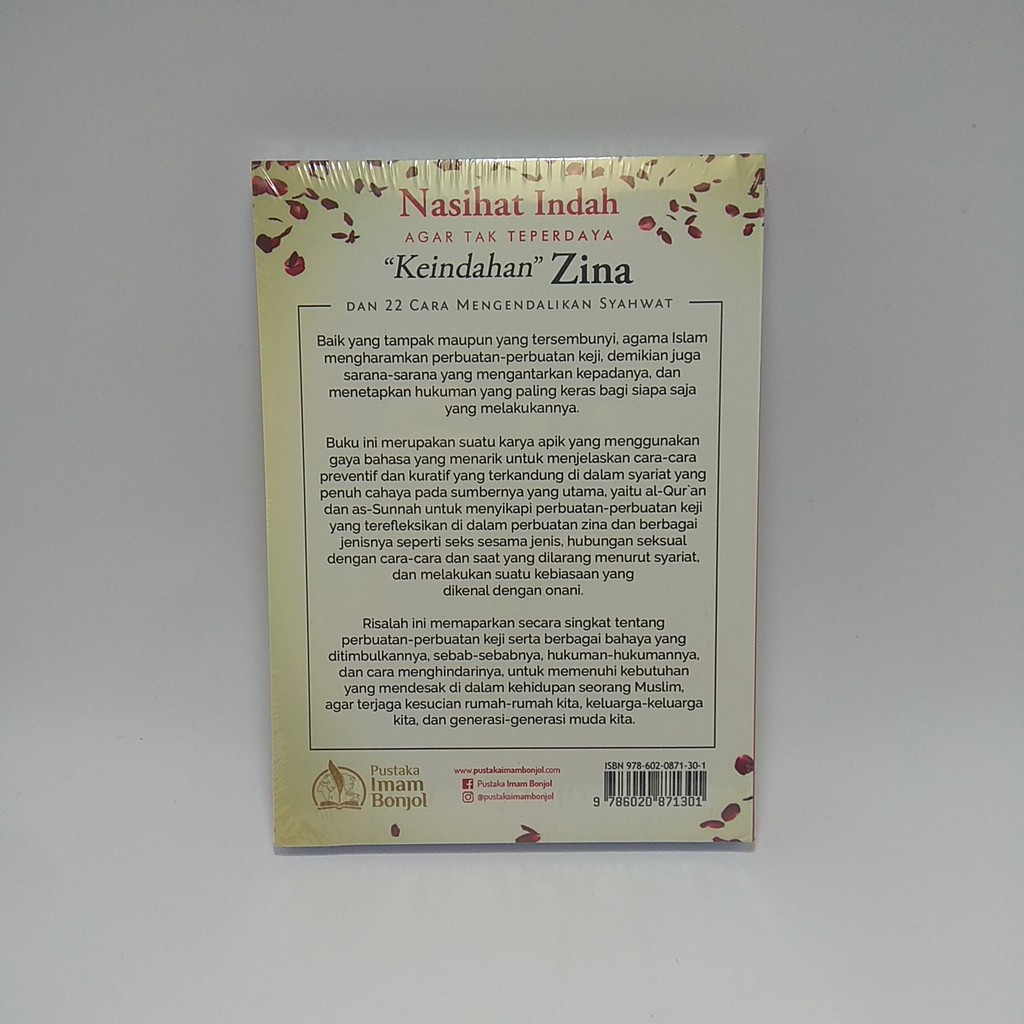 Nasihat Indah
AGAR TAK TEPERDAYA
“Keindahan” Zina
DAN 22 CARA MENGENDALIKAN SYAHWAT
Baik yang tampak maupun yang tersembunyi, agama Islam
mengharamkan perbuatan-perbuatan keji, demikian juga
sarana-sarana yang mengantarkan kepadanya, dan
menetapkan hukuman yang paling keras bagi siapa saja
yang melakukannya.
Buku ini merupakan suatu karya apik yang menggunakan
gaya bahasa yang menarik untuk menjelaskan cara-cara
preventif dan kuratif yang terkandung di dalam syariat yang
penuh cahaya pada sumbernya yang utama, yaitu al-Qur`an
dan as-Sunnah untuk menyikapi perbuatan-perbuatan keji
yang terefleksikan di dalam perbuatan zina dan berbagai
jenisnya seperti seks sesama jenis, hubungan seksual
dengan cara-cara dan saat yang dilarang menurut syariat,
dan melakukan suatu kebiasaan yang
dikenal dengan onani.
Risalah ini memaparkan secara singkat tentang
perbuatan-perbuatan keji serta berbagai bahaya yang
ditimbulkannya, sebab-sebabnya, hukuman-hukumannya,
dan cara menghindarinya, untuk memenuhi kebutuhan
yang mendesak di dalam kehidupan seorang Muslim,
agar terjaga kesucian rumah-rumah kita, keluarga-keluarga
kita, dan generasi-generasi muda kita.
Pustaka
Imam
Bonjol
www.pustakaimambonjol.com
Pustaka Imam Bonjol
@pustakaimambonjol
ISBN 978-602-0871-30-1
9 786020 871301